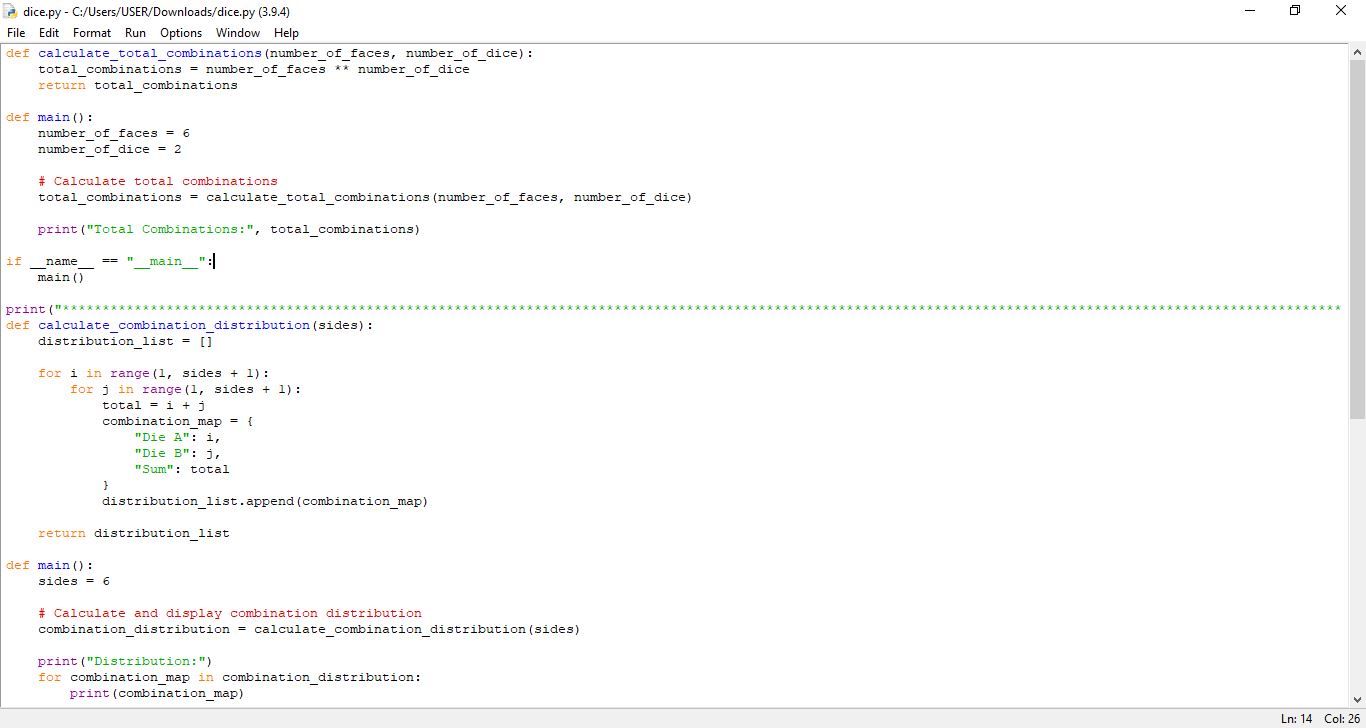 dice.py - C:/Users/USER/Downloads/dice.py (3.9.4)
File Edit Format Run Options Window Help
def calculate_total_combinations(number_of_faces, number_of_dice):
    total_combinations = number_of_faces ** number_of_dice
    return total_combinations

def main():
    number_of_faces = 6
    number_of_dice = 2

    # Calculate total combinations
    total_combinations = calculate_total_combinations(number_of_faces, number_of_dice)

    print("Total Combinations:", total_combinations)

if __name__ == "__main__":
    main()

print("****************************************************************************************************************************************************************
def calculate_combination_distribution(sides):
    distribution_list = []

    for i in range(1, sides + 1):
        for j in range(1, sides + 1):
            total = i + j
            combination_map = {
                "Die A": i,
                "Die B": j,
                "Sum": total
            }
            distribution_list.append(combination_map)

    return distribution_list

def main():
    sides = 6

    # Calculate and display combination distribution
    combination_distribution = calculate_combination_distribution(sides)

    print("Distribution:")
    for combination_map in combination_distribution:
        print(combination_map)
Ln: 14 Col: 26